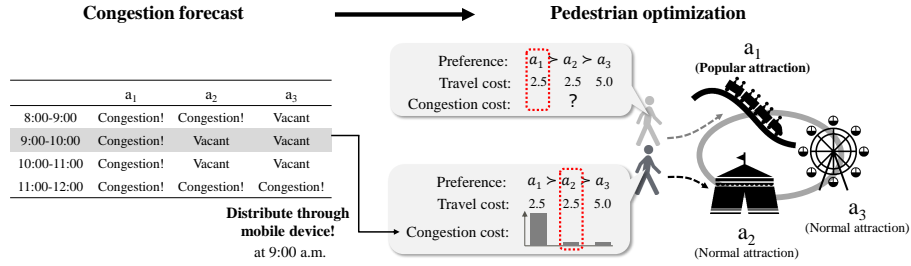 Congestion forecast
Pedestrian optimization
a₁ a₂ a₃
8:00-9:00 Congestion! Congestion! Vacant
9:00-10:00 Congestion! Vacant Vacant
10:00-11:00 Congestion! Vacant Vacant
11:00-12:00 Congestion! Congestion! Congestion!
Distribute through
mobile device!
at 9:00 a.m.
Preference: a₁ ≻ a₂ ≻ a₃
Travel cost: 2.5 2.5 5.0
Congestion cost: ?
Preference: a₁ ≻ a₂ ≻ a₃
Travel cost: 2.5 2.5 5.0
Congestion cost:
a₁
(Popular attraction)
a₂
(Normal attraction)
a₃
(Normal attraction)